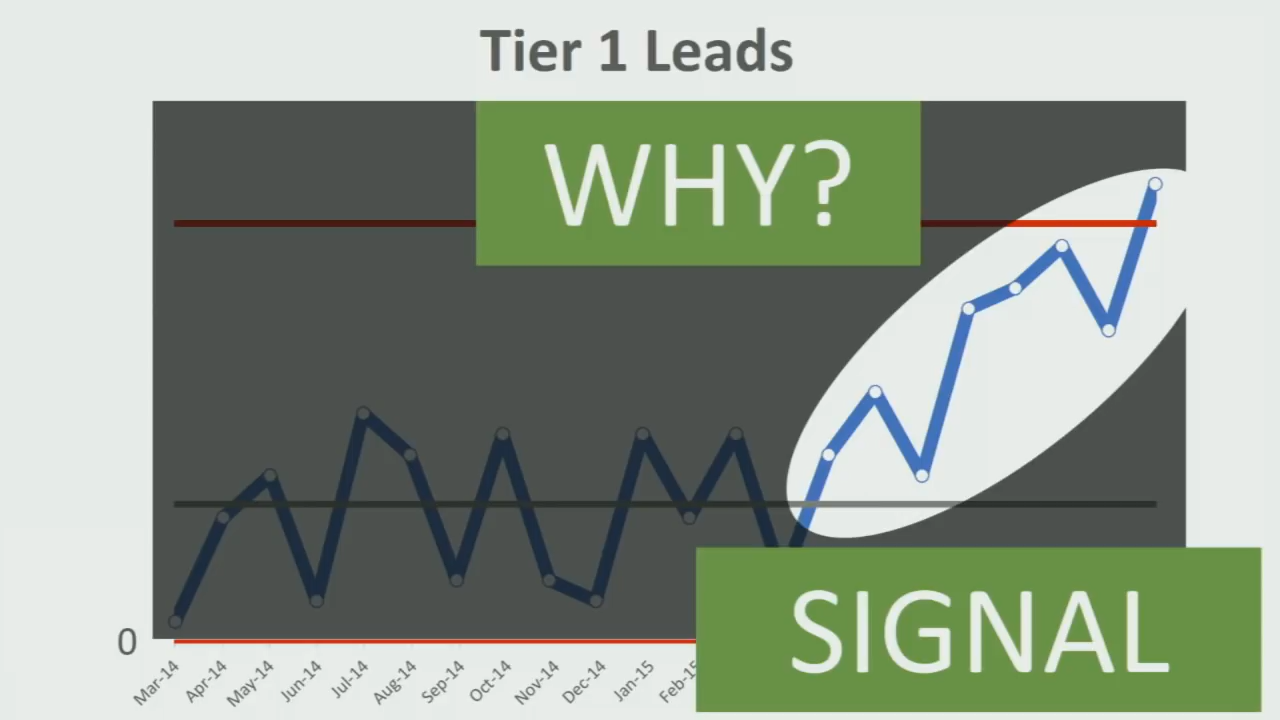 Tier 1 Leads
WHY?
0
Mar-14
Apr-14
May-14
Jun-14
Jul-14
Aug-14
Sep-14
Oct-14
Nov-14
Dec-14
Jan-15
Feb-15
SIGNAL